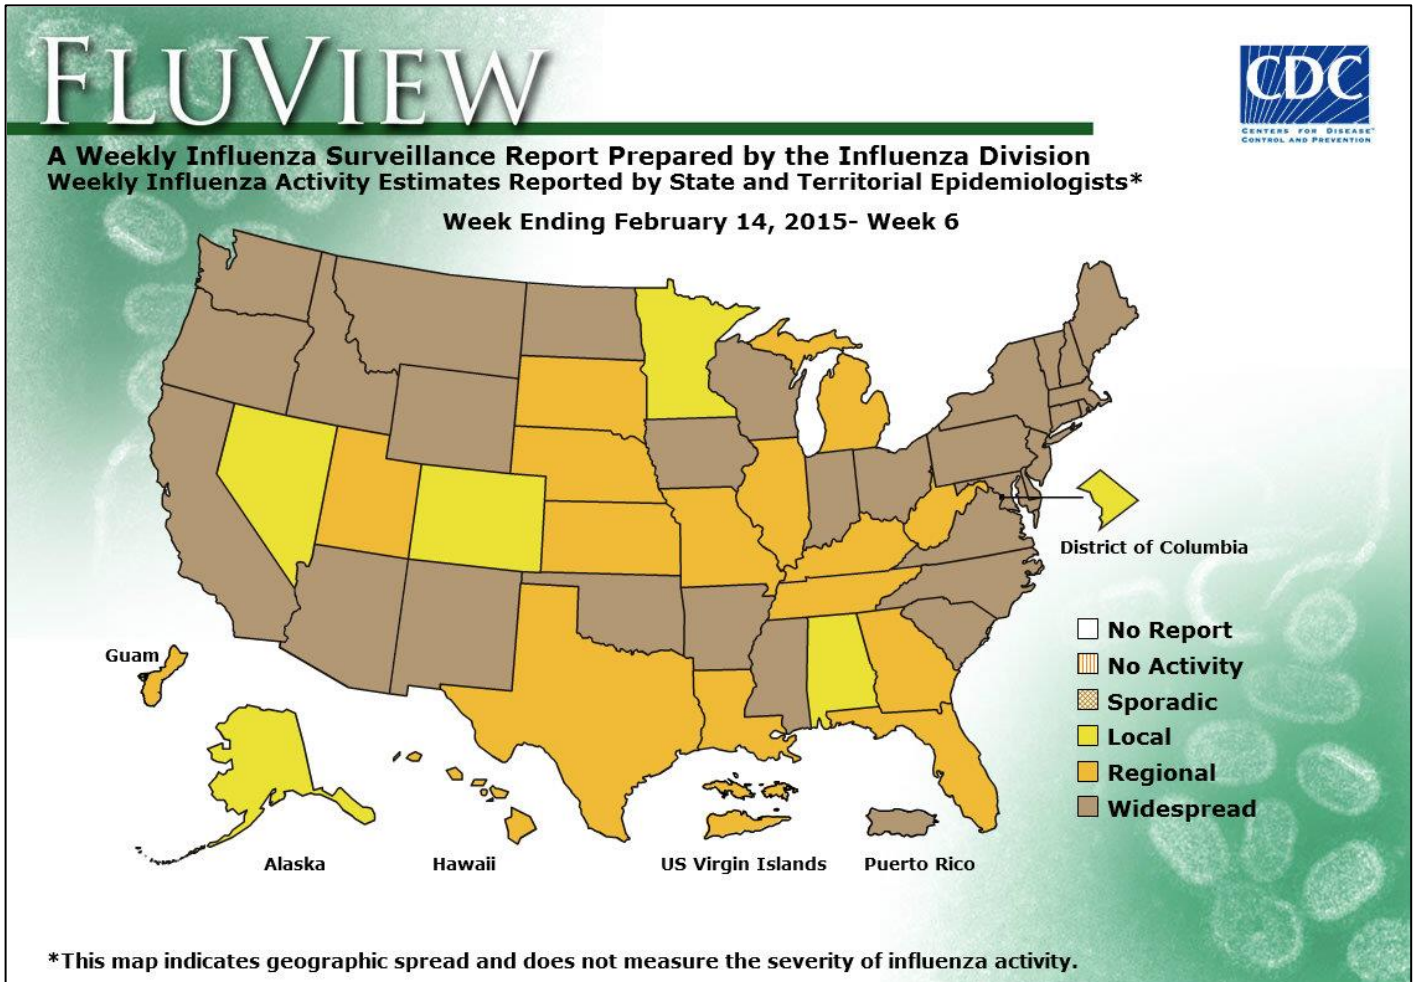 FLUVIEW
CDC
CENTERS FOR DISEASE™
CONTROL AND PREVENTION
A Weekly Influenza Surveillance Report Prepared by the Influenza Division
Weekly Influenza Activity Estimates Reported by State and Territorial Epidemiologists*
Week Ending February 14, 2015- Week 6
District of Columbia
No Report
No Activity
Sporadic
Local
Regional
Widespread
Guam
Alaska
Hawaii
US Virgin Islands
Puerto Rico
*This map indicates geographic spread and does not measure the severity of influenza activity.